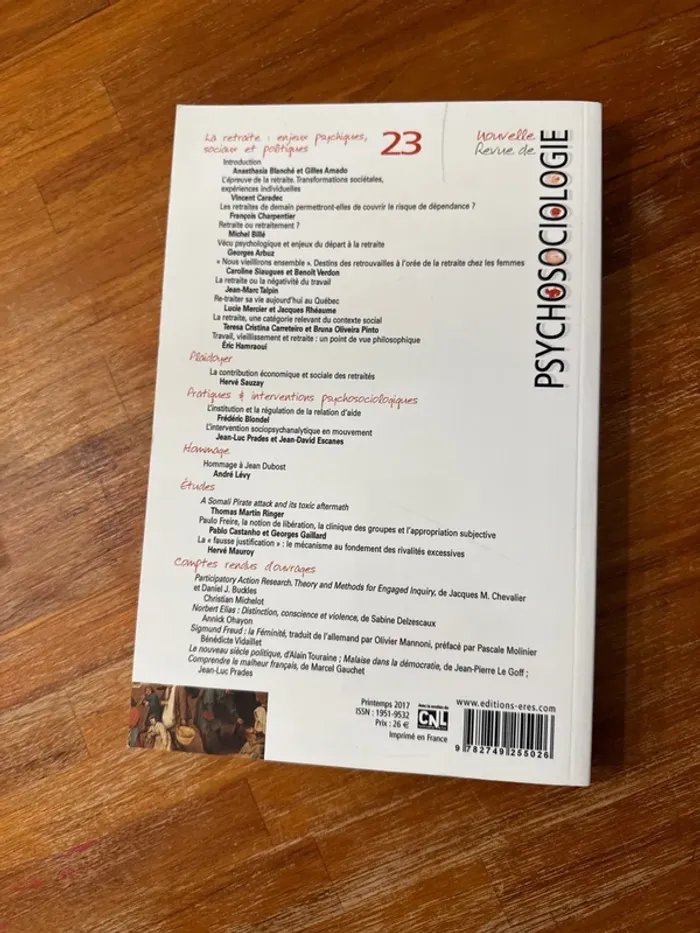 La retraite : enjeux psychiques,
sociaux et politiques
23
Nouvelle
Revue de
PSYCHOSOCIOLOGIE
Introduction
Anasthasia Blanché et Gilles Amado
L'épreuve de la retraite. Transformations sociétales,
expériences individuelles
Vincent Caradec
Les retraites de demain permettront-elles de couvrir le risque de dépendance ?
François Charpentier
Retraite ou retraitement ?
Michel Billé
Vécu psychologique et enjeux du départ à la retraite
Georges Arbuz
« Nous vieillirons ensemble ». Destins des retrouvailles à l'orée de la retraite chez les femmes
Caroline Siaugues et Benoît Verdon
La retraite ou la négativité du travail
Jean-Marc Talpin
Re-traiter sa vie aujourd'hui au Québec
Lucie Mercier et Jacques Rhéaume
La retraite, une catégorie relevant du contexte social
Teresa Cristina Carreteiro et Bruna Oliveira Pinto
Travail, vieillissement et retraite : un point de vue philosophique
Éric Hamraoui
Plaidoyer
La contribution économique et sociale des retraités
Hervé Sauzay
Pratiques & interventions psychosociologiques
L'institution et la régulation de la relation d'aide
Frédéric Blondel
L'intervention sociopsychanalytique en mouvement
Jean-Luc Prades et Jean-David Escanes
Hommage
Hommage à Jean Dubost
André Lévy
Études
A Somali Pirate attack and its toxic aftermath
Thomas Martin Ringer
Paulo Freire, la notion de libération, la clinique des groupes et l'appropriation subjective
Pablo Castanho et Georges Gaillard
La « fausse justification » : le mécanisme au fondement des rivalités excessives
Hervé Mauroy
Comptes rendus d'ouvrages
Participatory Action Research. Theory and Methods for Engaged Inquiry, de Jacques M. Chevalier
et Daniel J. Buckles
Christian Michelot
Norbert Elias : Distinction, conscience et violence, de Sabine Delzescaux
Annick Ohayon
Sigmund Freud : la Féminité, traduit de l'allemand par Olivier Mannoni, préfacé par Pascale Molinier
Bénédicte Vidaillet
Le nouveau siècle politique, d'Alain Touraine ; Malaise dans la démocratie, de Jean-Pierre Le Goff ;
Comprendre le malheur français, de Marcel Gauchet
Jean-Luc Prades
Printemps 2017
ISSN : 1951-9532
Prix : 26 €
Imprimé en France
CNL
www.editions-eres.com
9 782749 255026